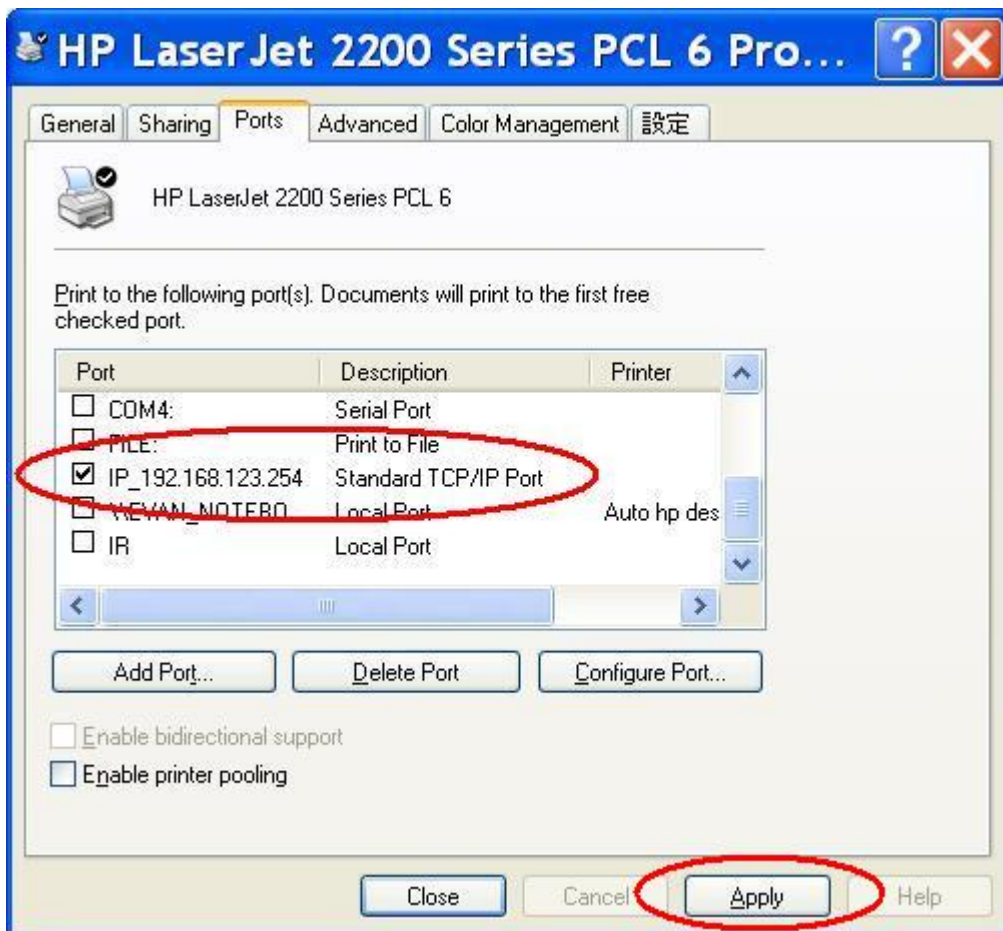 HP LaserJet 2200 Series PCL 6 Pro...
General Sharing Ports Advanced Color Management 設定
HP LaserJet 2200 Series PCL 6
Print to the following port(s). Documents will print to the first free
checked port.
Port Description Printer
COM4: Serial Port
FILE: Print to File
IP_192.168.123.254 Standard TCP/IP Port
\\EVAN_NOTEBO... Local Port Auto hp des
IR Local Port
Add Port... Delete Port Configure Port...
Enable bidirectional support
Enable printer pooling
Close Cancel Apply Help